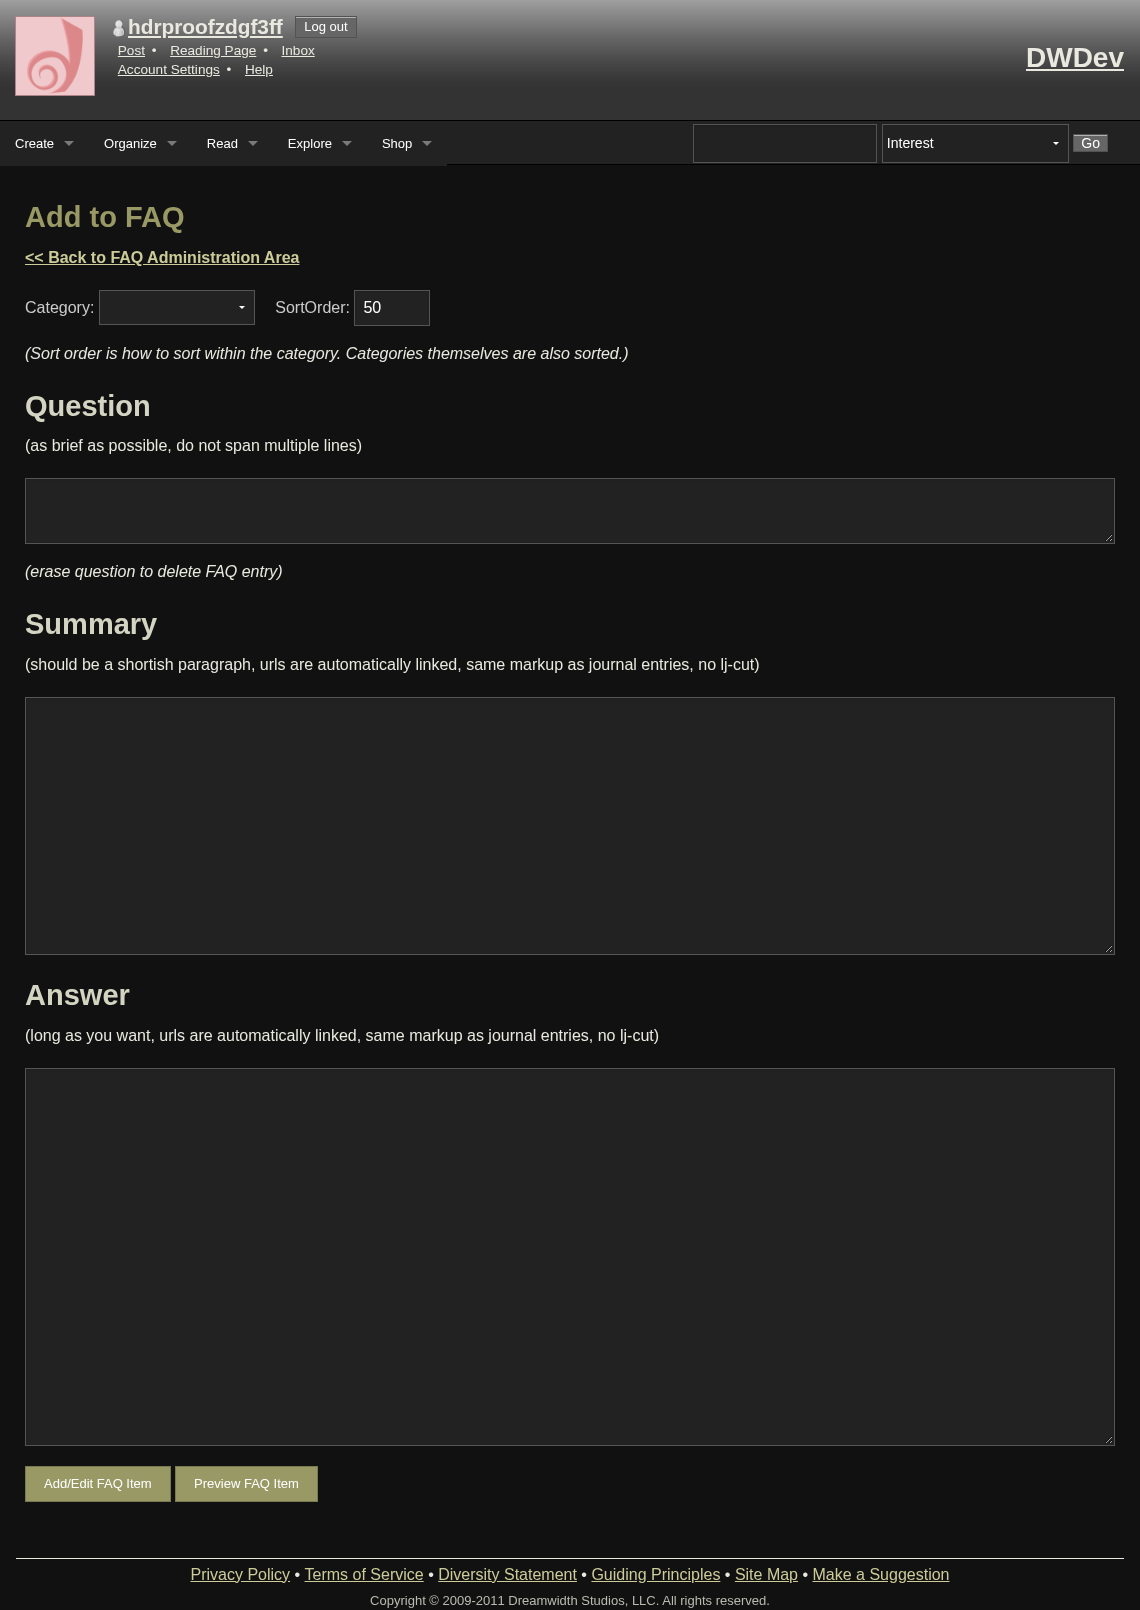 hdrproofzdgf3ff Log out
Post • Reading Page • Inbox
Account Settings • Help
DWDev
Create Organize Read Explore Shop Interest Go
Add to FAQ
<< Back to FAQ Administration Area
Category: SortOrder: 50
(Sort order is how to sort within the category. Categories themselves are also sorted.)
Question
(as brief as possible, do not span multiple lines)
(erase question to delete FAQ entry)
Summary
(should be a shortish paragraph, urls are automatically linked, same markup as journal entries, no lj-cut)
Answer
(long as you want, urls are automatically linked, same markup as journal entries, no lj-cut)
Add/Edit FAQ Item Preview FAQ Item
Privacy Policy • Terms of Service • Diversity Statement • Guiding Principles • Site Map • Make a Suggestion
Copyright © 2009-2011 Dreamwidth Studios, LLC. All rights reserved.